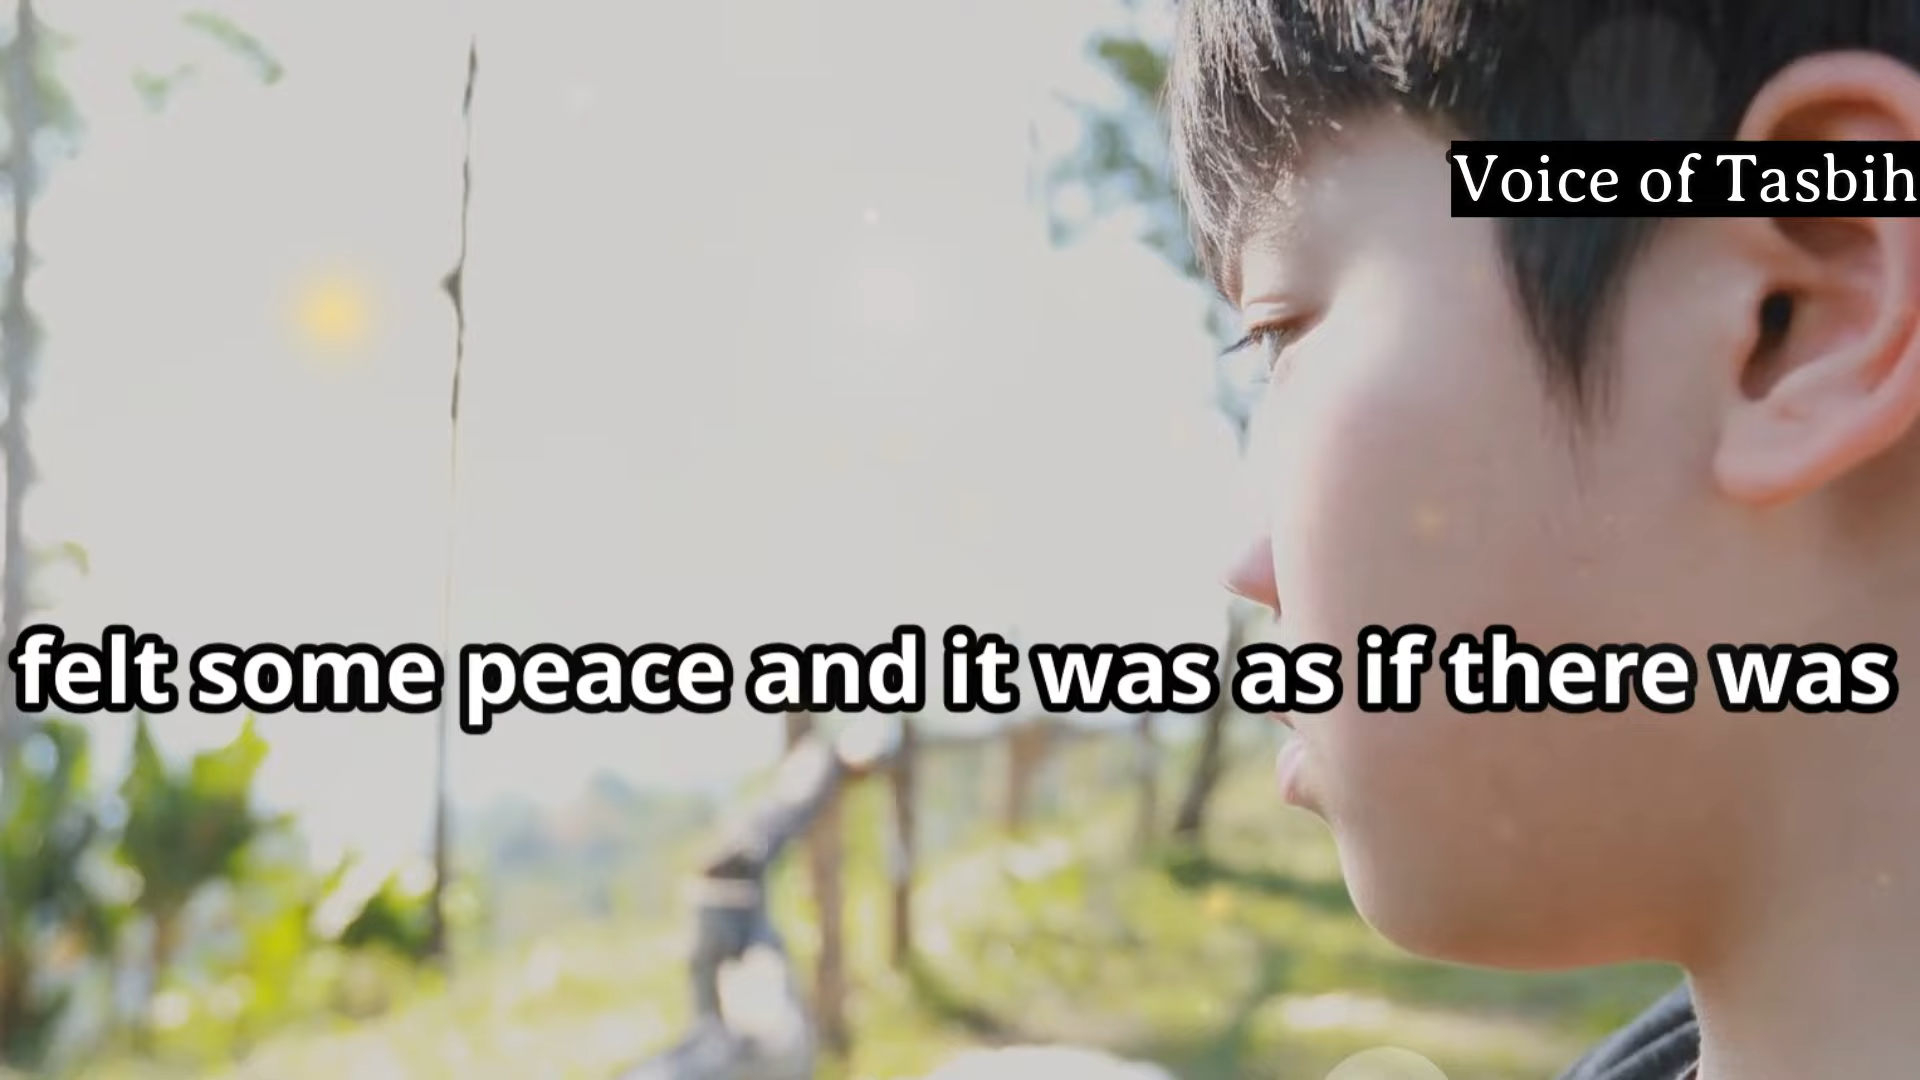 Voice of Tasbih
felt some peace and it was as if there was